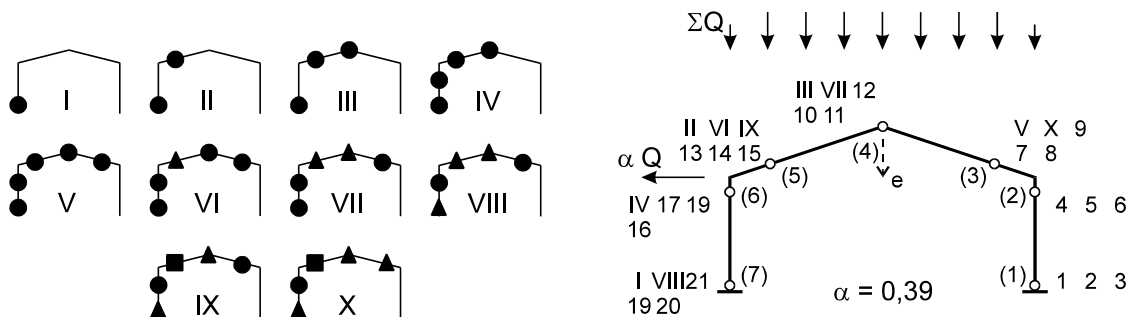 I II III IV
V VI VII VIII
IX X
ΣQ
III VII 12
10 11
II VI IX
13 14 15
V X 9
7 8
α Q
(4)
e
(5)
(3)
(6)
(2)
IV 17 19
16
4 5 6
I VIII 21
19 20
(7)
α = 0,39
(1)
1 2 3